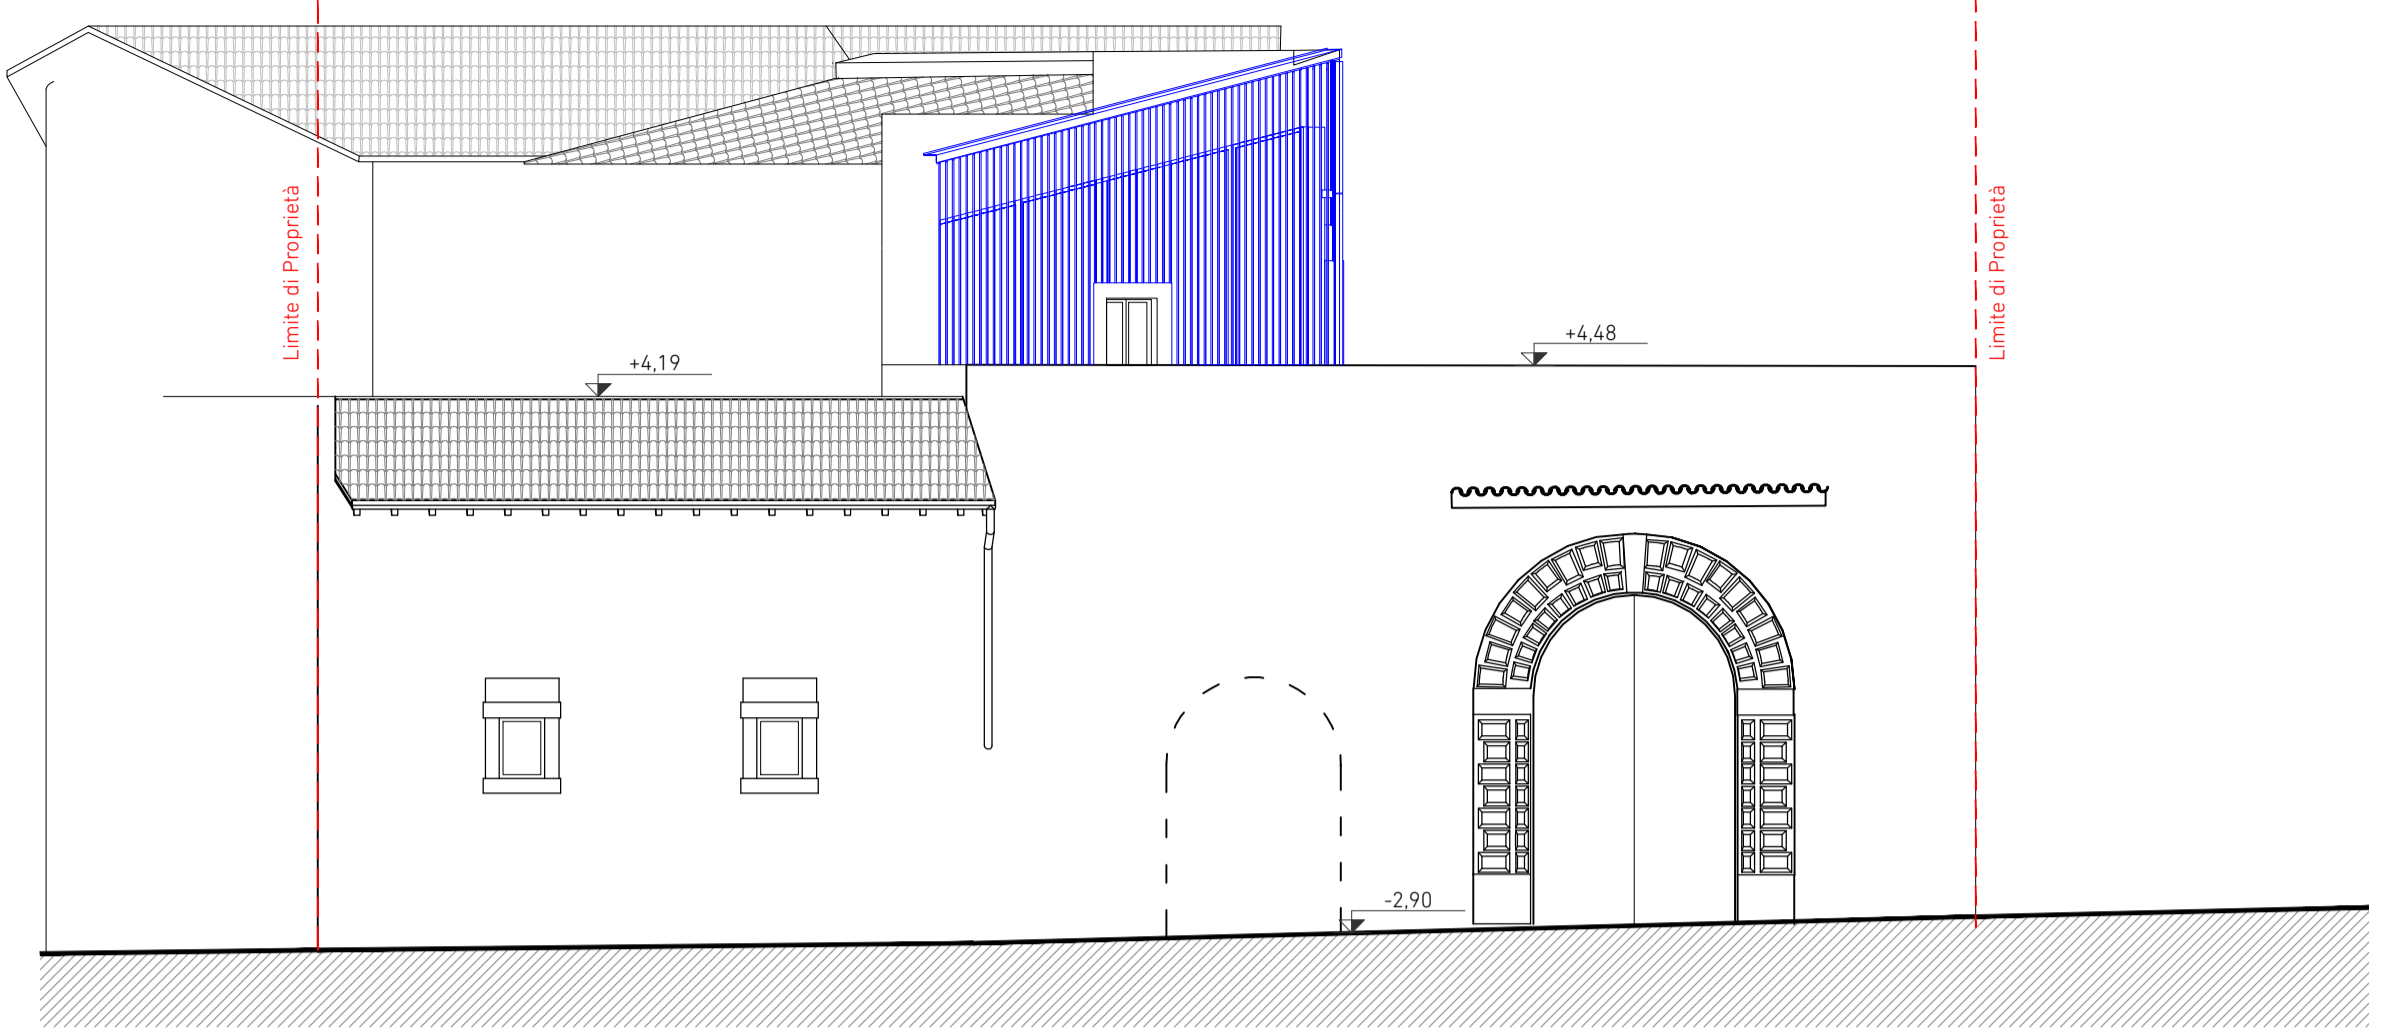 Limite di Proprietà
Limite di Proprietà
+4,48
+4,19
-2,90